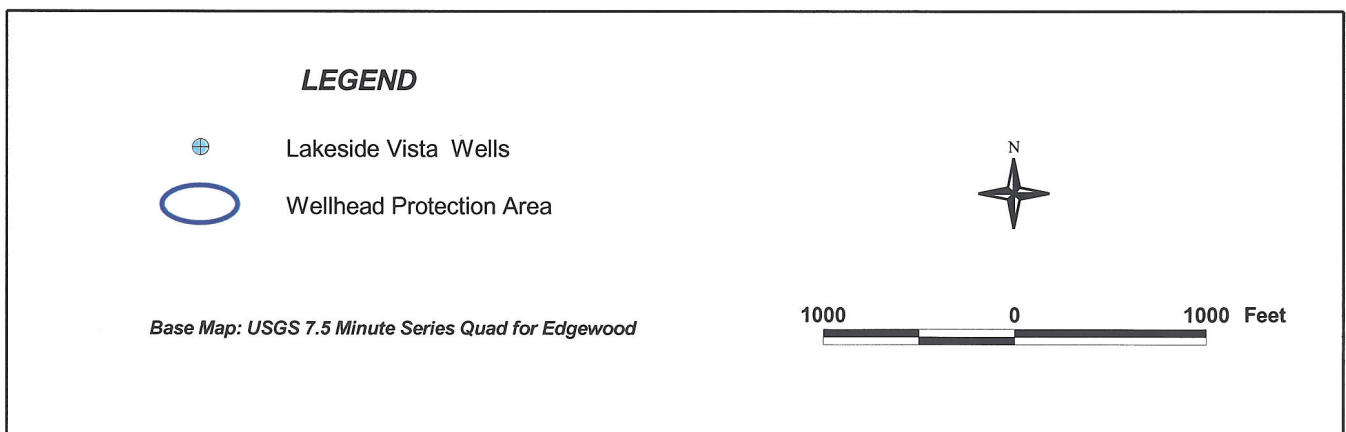 LEGEND
Lakeside Vista Wells
N
Wellhead Protection Area
1000 0 1000 Feet
Base Map: USGS 7.5 Minute Series Quad for Edgewood